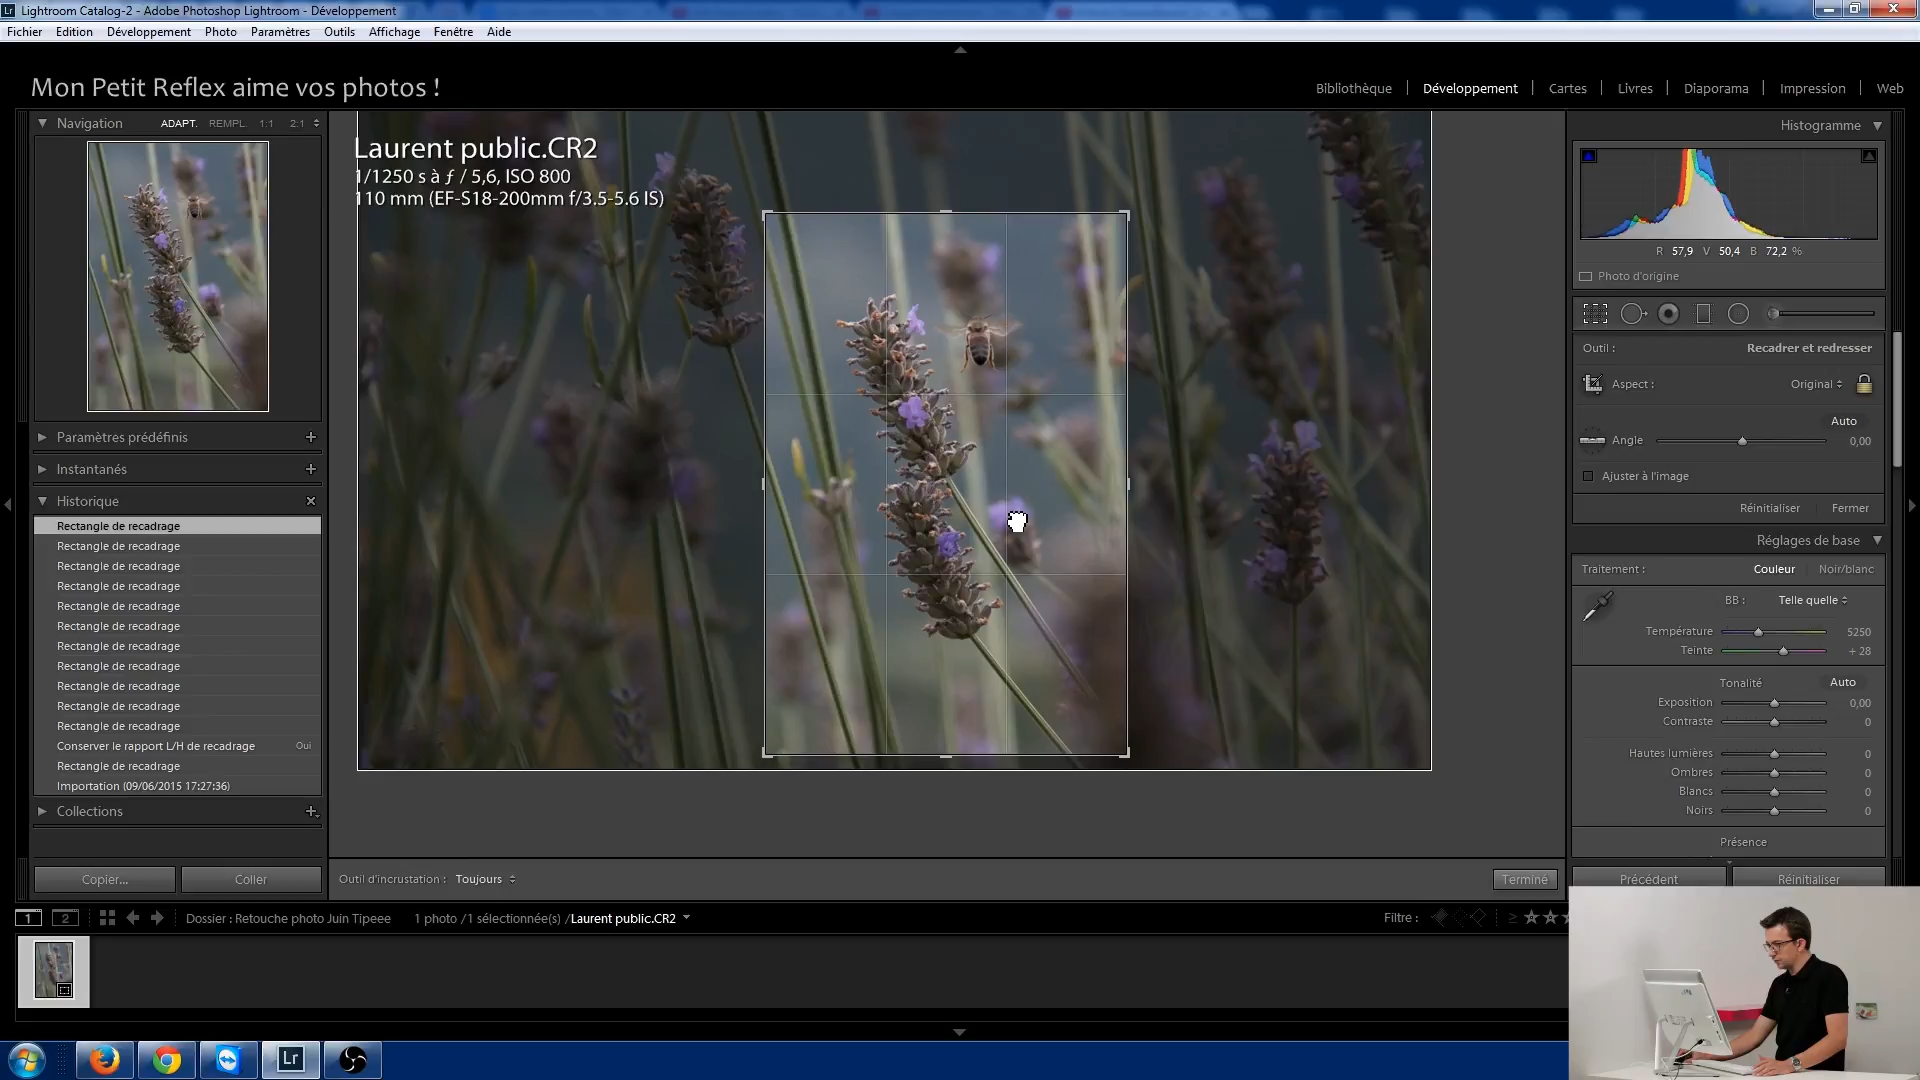 Lightroom Catalog-2 - Adobe Photoshop Lightroom - Développement
Fichier Edition Développement Photo Paramètres Outils Affichage Fenêtre Aide
Mon Petit Reflex aime vos photos !
Bibliothèque Développement Cartes Livres Diaporama Impression Web
Navigation ADAPT. REMPL. 1:1 2:1
Laurent public.CR2
1/1250 s à ƒ / 5,6, ISO 800
110 mm (EF-S18-200mm f/3.5-5.6 IS)
Paramètres prédéfinis
Instantanés
Historique
Rectangle de recadrage
Rectangle de recadrage
Rectangle de recadrage
Rectangle de recadrage
Rectangle de recadrage
Rectangle de recadrage
Rectangle de recadrage
Rectangle de recadrage
Rectangle de recadrage
Rectangle de recadrage
Rectangle de recadrage
Conserver le rapport L/H de recadrage Oui
Rectangle de recadrage
Importation (09/06/2015 17:27:36)
Collections
Copier... Coller
Outil d'incrustation : Toujours
Terminé
Histogramme
R 57,9 V 50,4 B 72,2 %
Photo d'origine
Outil : Recadrer et redresser
Aspect : Original
Auto
Angle 0,00
Ajuster à l'image
Réinitialiser Fermer
Réglages de base
Traitement : Couleur Noir/blanc
BB : Telle quelle
Température 5250
Teinte + 28
Tonalité Auto
Exposition 0,00
Contraste 0
Hautes lumières 0
Ombres 0
Blancs 0
Noirs 0
Présence
Précédent Réinitialiser
1 2 Dossier : Retouche photo Juin Tipeee 1 photo /1 sélectionnée(s) /Laurent public.CR2
Filtre : ≥
Lr